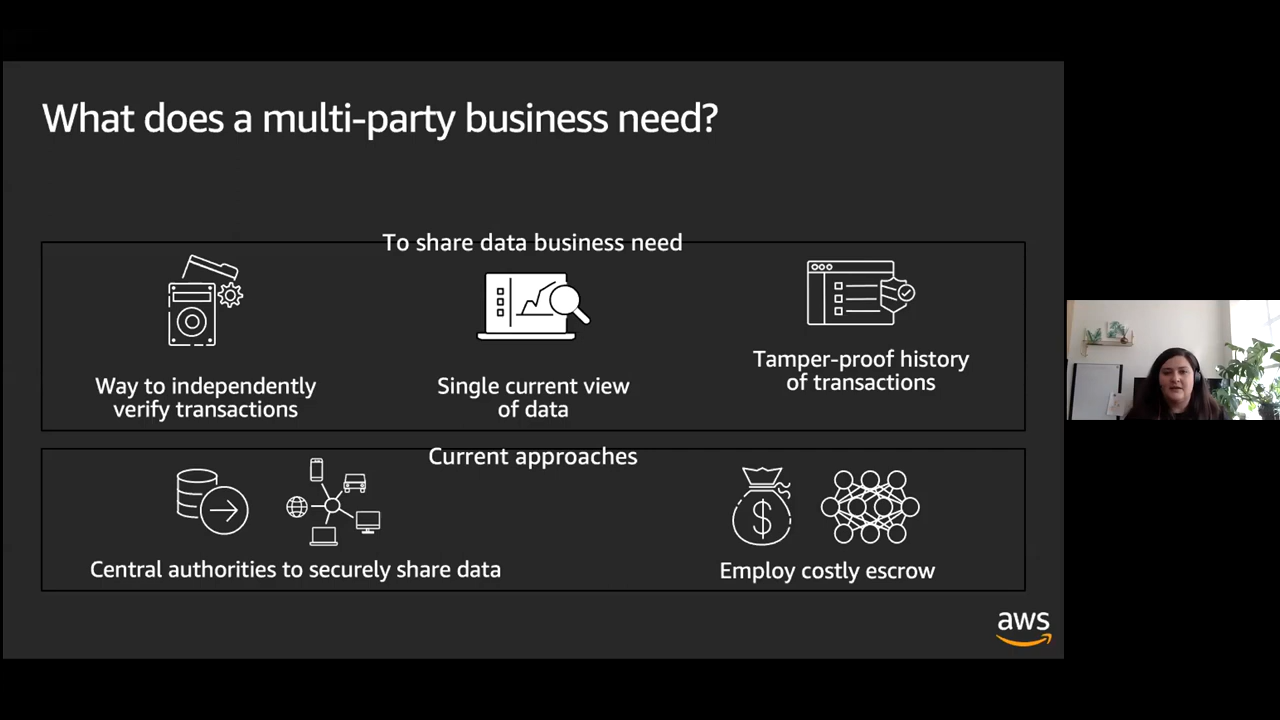 What does a multi-party business need?
To share data business need
Way to independently
verify transactions
Single current view
of data
Tamper-proof history
of transactions
Current approaches
$
Central authorities to securely share data
Employ costly escrow
aws